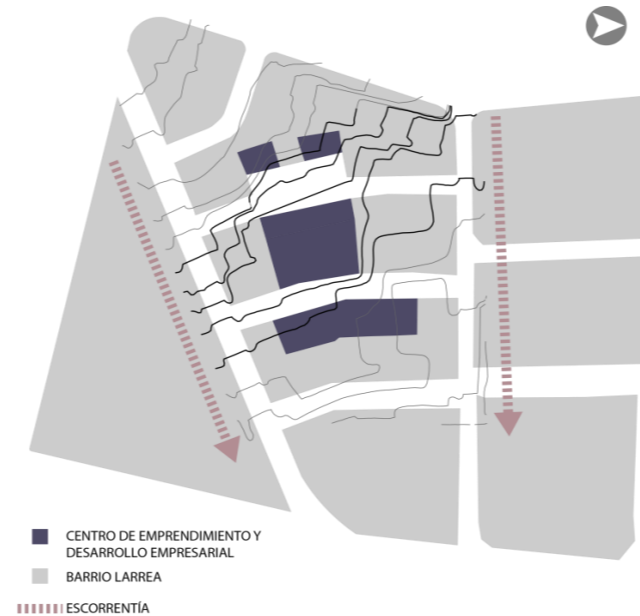 CENTRO DE EMPRENDIMIENTO Y
DESARROLLO EMPRESARIAL
BARRIO LARREA
ESCORRENTÍA